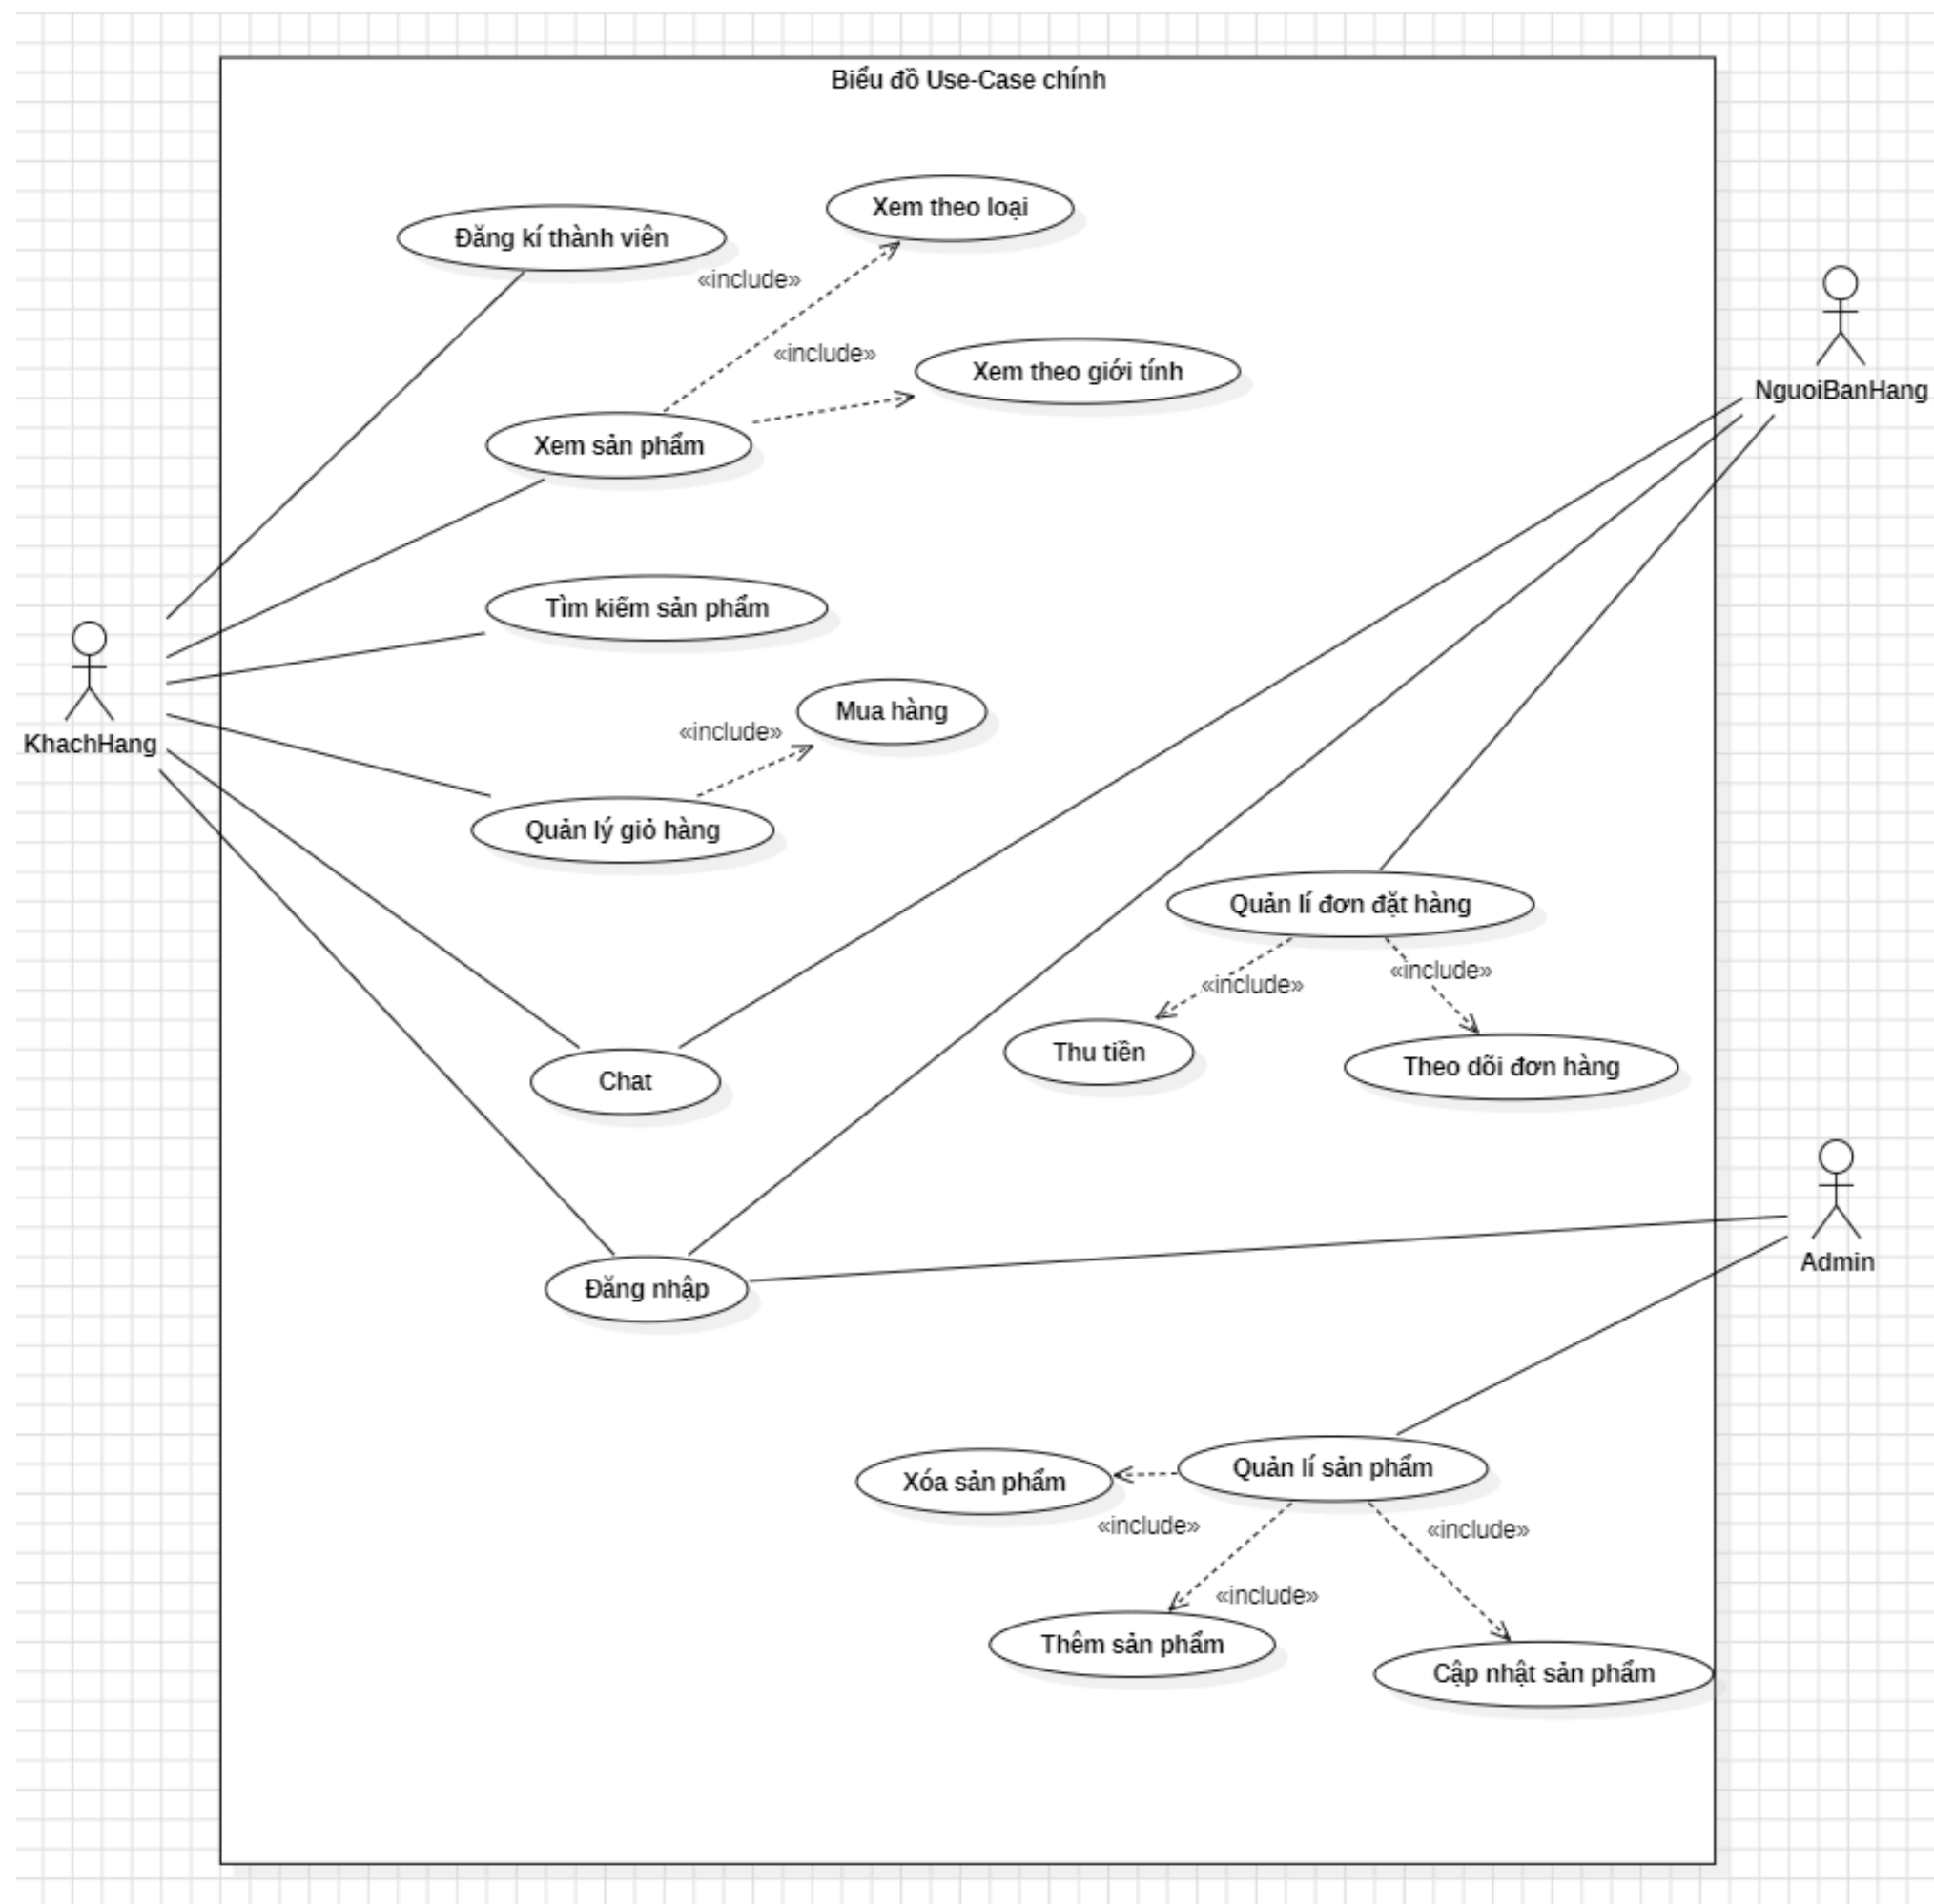 Biểu đồ Use-Case chính
Xem theo loại
Đăng kí thành viên
«include»
«include»
Xem theo giới tính
NguoiBanHang
Xem sản phẩm
Tìm kiếm sản phẩm
Mua hàng
«include»
KhachHang
Quản lý giỏ hàng
Quản lí đơn đặt hàng
«include»
«include»
Thu tiền
Theo dõi đơn hàng
Chat
Admin
Đăng nhập
Quản lí sản phẩm
Xóa sản phẩm
«include»
«include»
«include»
Thêm sản phẩm
Cập nhật sản phẩm